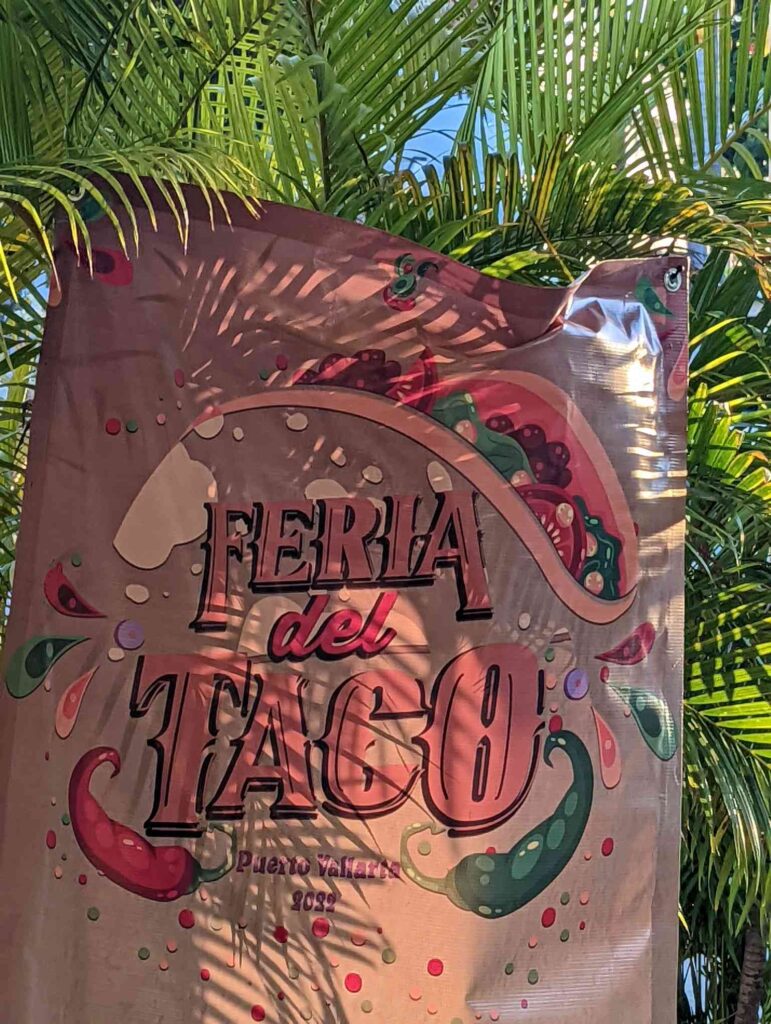 FERIA
del
TACO
Puerto Vallarta
2022